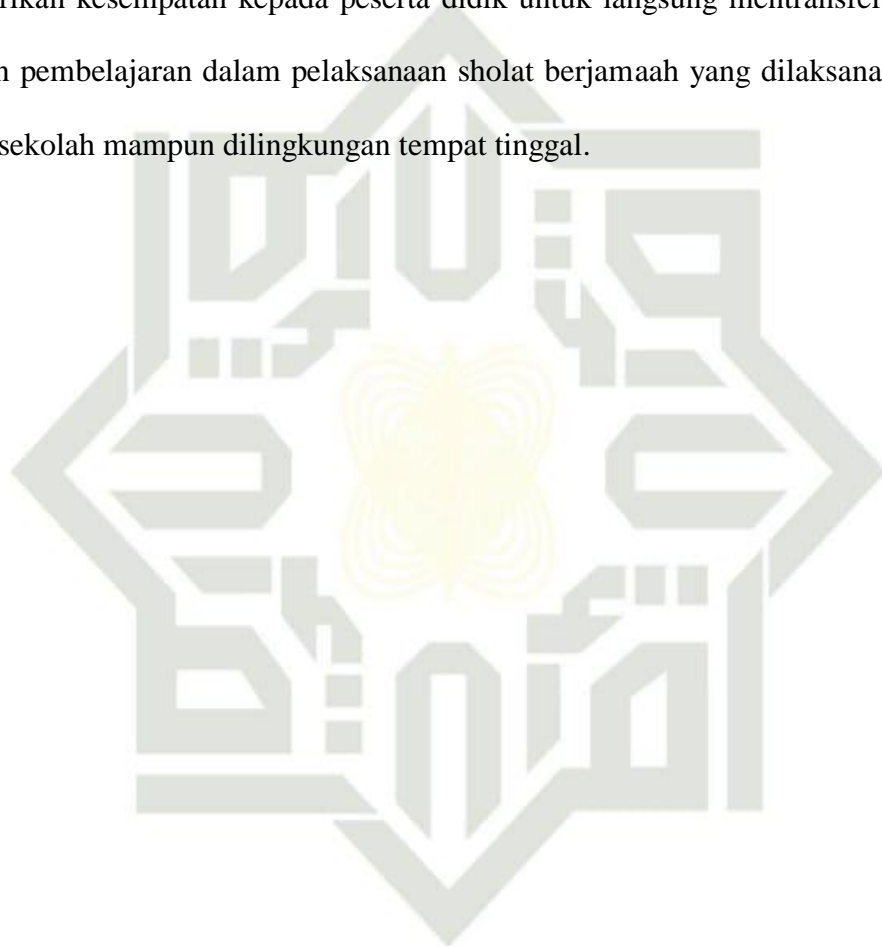 rikan kesempatan kepada peserta didik untuk langsung mentransfer
n pembelajaran dalam pelaksanaan sholat berjamaah yang dilaksana
sekolah mampun dilingkungan tempat tinggal.